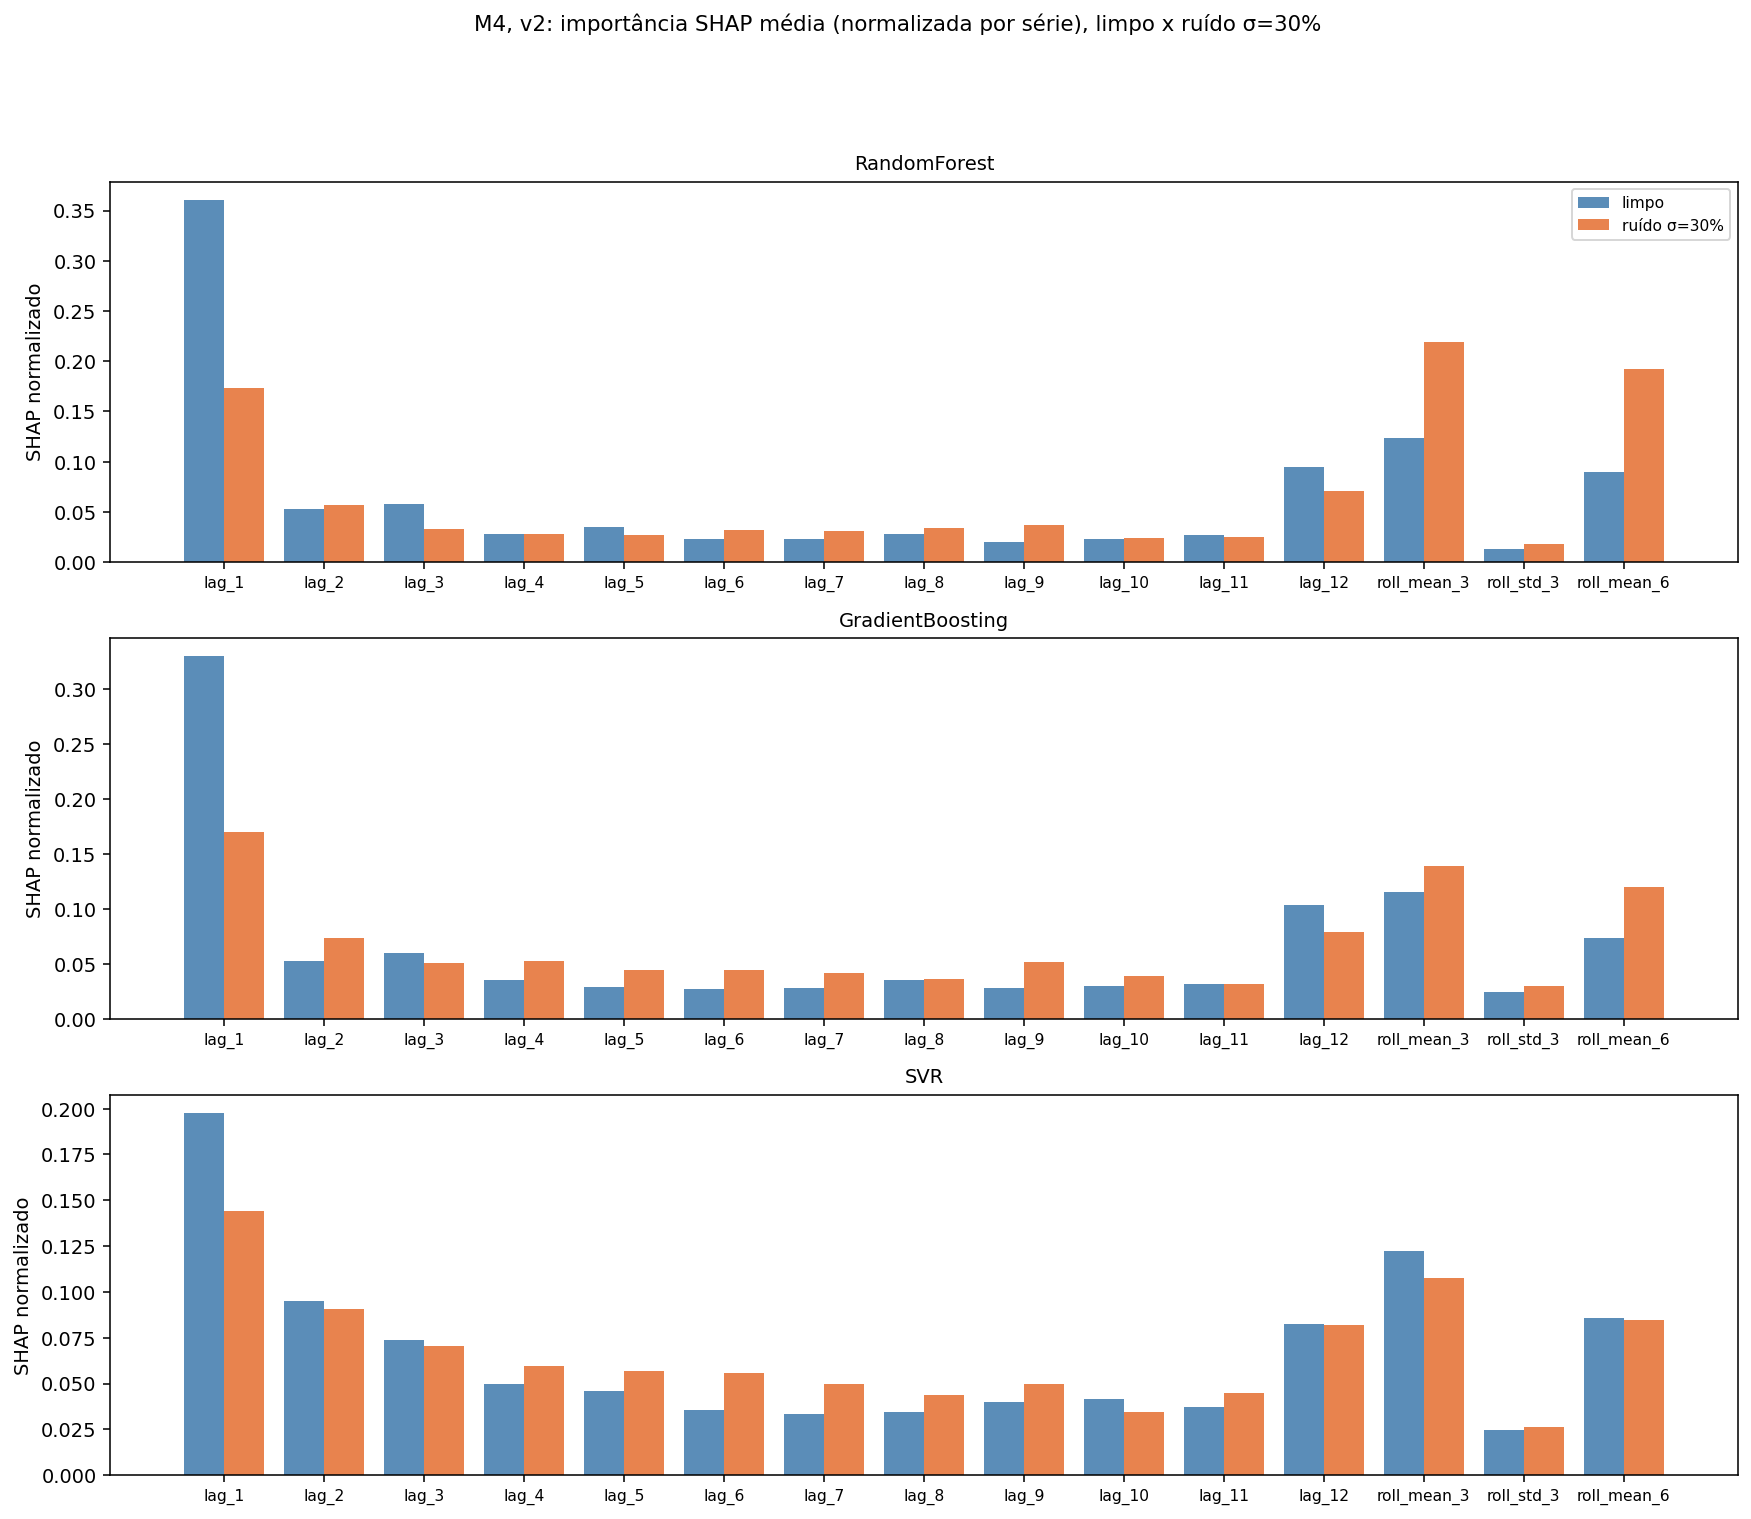 M4, v2: importância SHAP média (normalizada por série), limpo x ruído σ=30%
RandomForest
SHAP normalizado
0.35
0.30
0.25
0.20
0.15
0.10
0.05
0.00
limpo
ruído σ=30%
lag_1 lag_2 lag_3 lag_4 lag_5 lag_6 lag_7 lag_8 lag_9 lag_10 lag_11 lag_12 roll_mean_3 roll_std_3 roll_mean_6
GradientBoosting
SHAP normalizado
0.30
0.25
0.20
0.15
0.10
0.05
0.00
lag_1 lag_2 lag_3 lag_4 lag_5 lag_6 lag_7 lag_8 lag_9 lag_10 lag_11 lag_12 roll_mean_3 roll_std_3 roll_mean_6
SVR
SHAP normalizado
0.200
0.175
0.150
0.125
0.100
0.075
0.050
0.025
0.000
lag_1 lag_2 lag_3 lag_4 lag_5 lag_6 lag_7 lag_8 lag_9 lag_10 lag_11 lag_12 roll_mean_3 roll_std_3 roll_mean_6